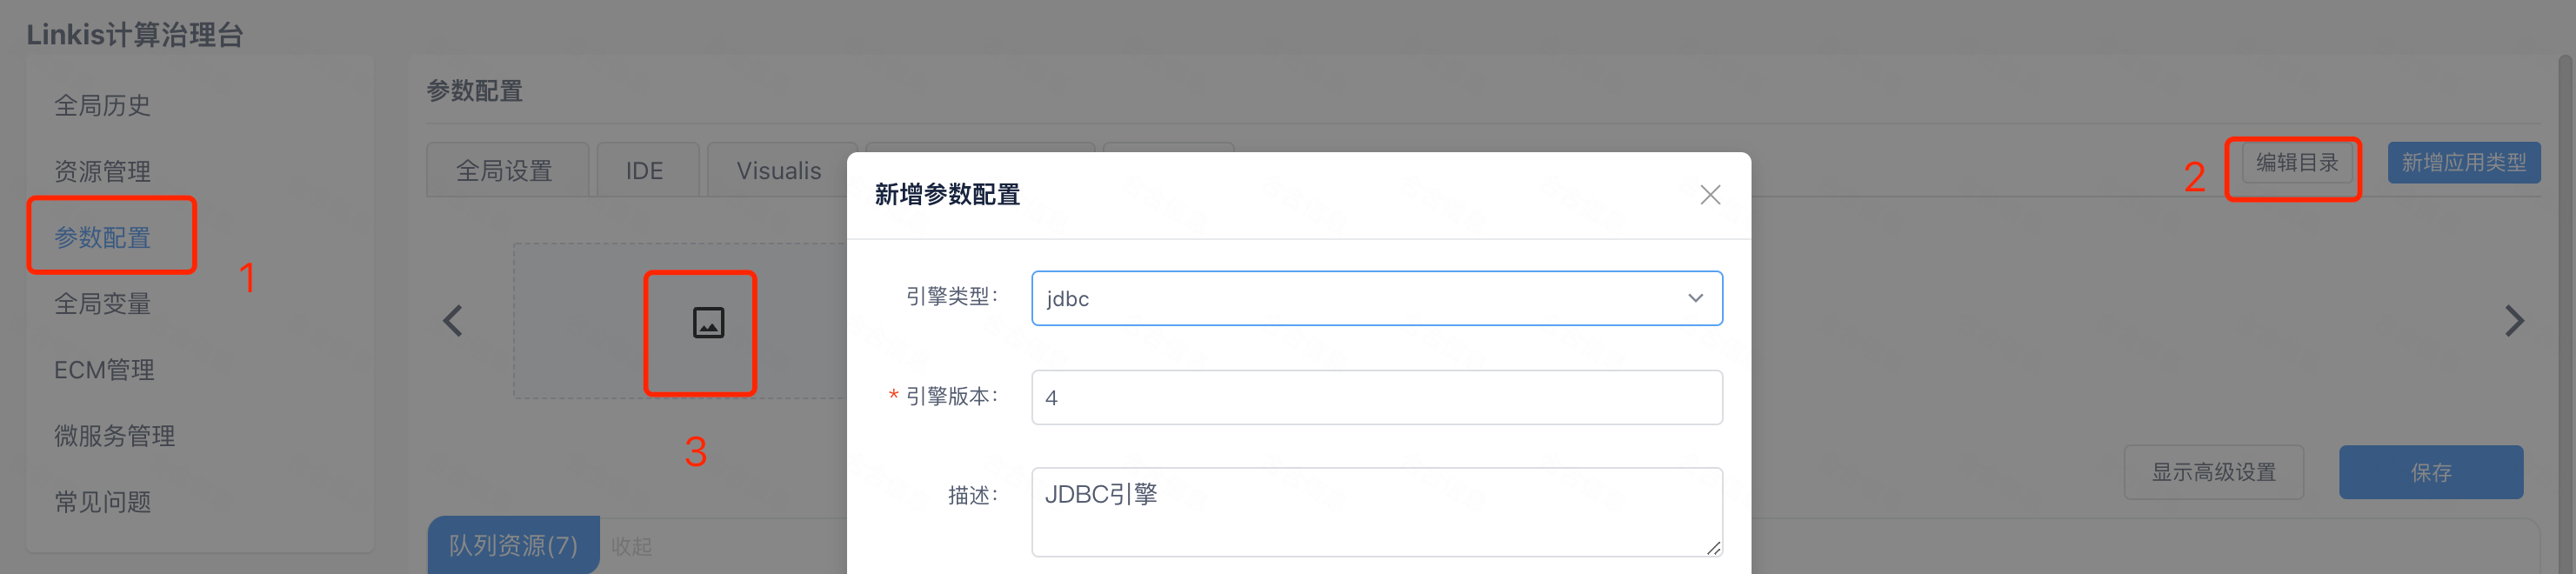 Linkis计算治理台
全局历史
资源管理
参数配置
1
全局变量
ECM管理
微服务管理
常见问题
参数配置
全局设置
IDE
Visualis
2
编辑目录
新增应用类型
3
显示高级设置
保存
队列资源(7)
收起
新增参数配置
引擎类型：
jdbc
* 引擎版本：
4
描述：
JDBC引擎